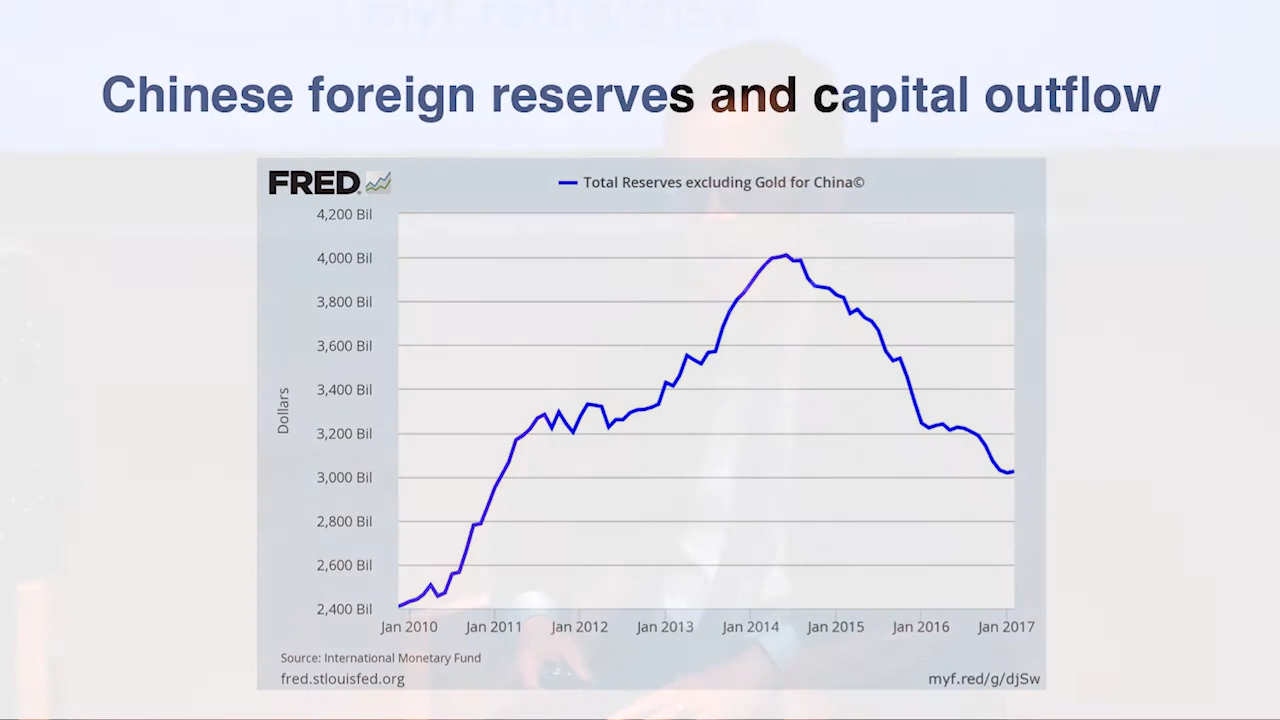 Chinese foreign reserves and capital outflow
FRED
Total Reserves excluding Gold for China©
4,200 Bil
4,000 Bil
3,800 Bil
3,600 Bil
3,400 Bil
3,200 Bil
3,000 Bil
2,800 Bil
2,600 Bil
2,400 Bil
Dollars
Jan 2010 Jan 2011 Jan 2012 Jan 2013 Jan 2014 Jan 2015 Jan 2016 Jan 2017
Source: International Monetary Fund
fred.stlouisfed.org
myf.red/g/djSw